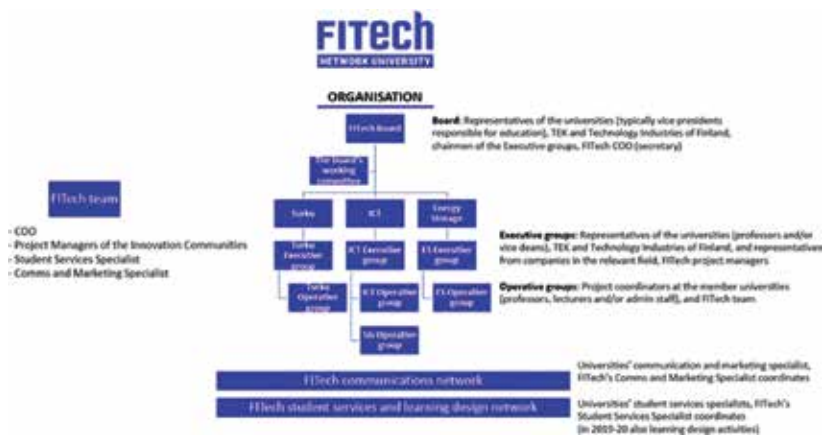 FITech
NETWORK UNIVERSITY
ORGANISATION
FITech Board
Board: Representatives of the universities (typically vice presidents
responsible for education), TEK and Technology Industries of Finland,
chairmen of the Executive groups, FITech COO (secretary)
The Board's
working
committee
FITech team
- COO
- Project Managers of the Innovation Communities
- Student Services Specialist
- Comms and Marketing Specialist
Turku
ICT
Energy
Storage
Turku
Executive
group
ICT Executive
group
ES Executive
group
Executive groups: Representatives of the universities (professors and/or
vice deans), TEK and Technology Industries of Finland, and representatives
from companies in the relevant field, FITech project managers
Turku
Operative
group
ICT Operative
group
ES Operative
group
Operative groups: Project coordinators at the member universities
(professors, lecturers and/or admin staff), and FITech team
Operative
group
FITech communications network
Universities' communication and marketing specialist,
FITech's Comms and Marketing Specialist coordinates
FITech student services and learning design network
Universities' student services specialists, FITech's
Student Services Specialist coordinates
(in 2019-20 also learning design activities)